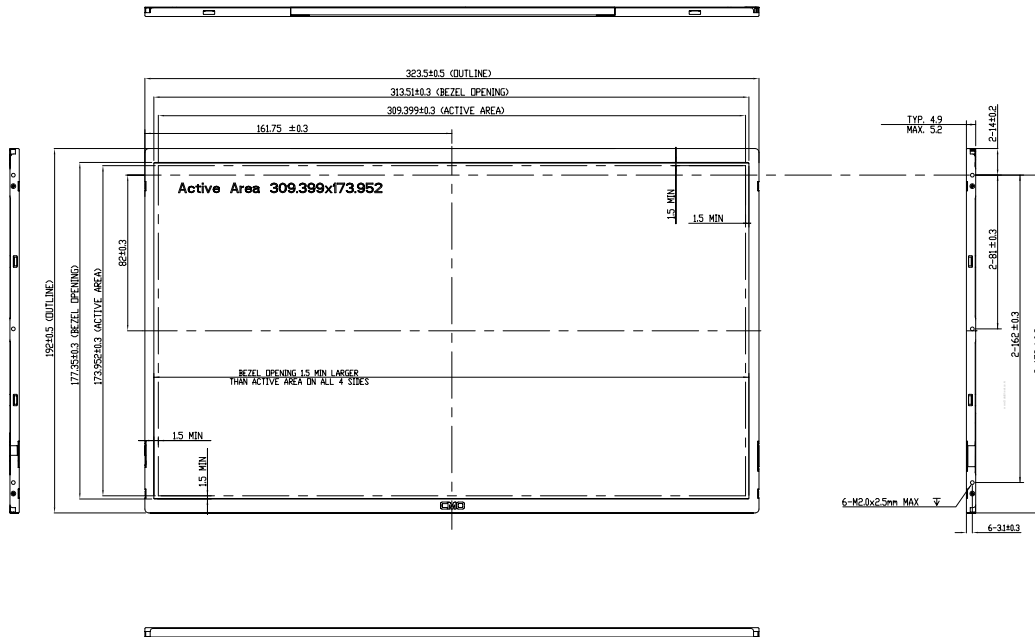 323.5±0.5 (OUTLINE)
313.51±0.3 (BEZEL OPENING)
309.399±0.3 (ACTIVE AREA)
161.75 ±0.3
TYP. 4.9
MAX. 5.2
2-14±0.2
Active Area 309.399x173.952
1.5 MIN
1.5 MIN
82±0.3
2-81±0.3
192±0.5 (OUTLINE)
177.35±0.3 (BEZEL OPENING)
173.952±0.3 (ACTIVE AREA)
2-162 ±0.3
BEZEL OPENING 1.5 MIN LARGER
THAN ACTIVE AREA ON ALL 4 SIDES
1.5 MIN
1.5 MIN
CMO
6-M2.0x2.5mm MAX
6-3.1±0.3